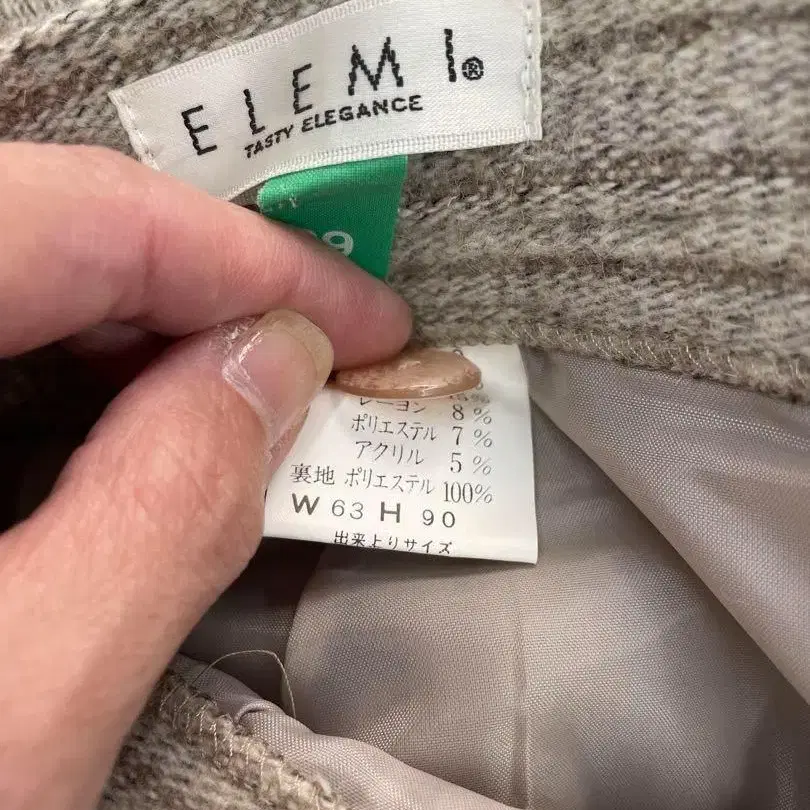 ELEMI®
TASTY ELEGANCE
9
レーヨン 8%
ポリエステル 7%
アクリル 5%
裏地 ポリエステル 100%
W 63 H 90
出来上りサイズ